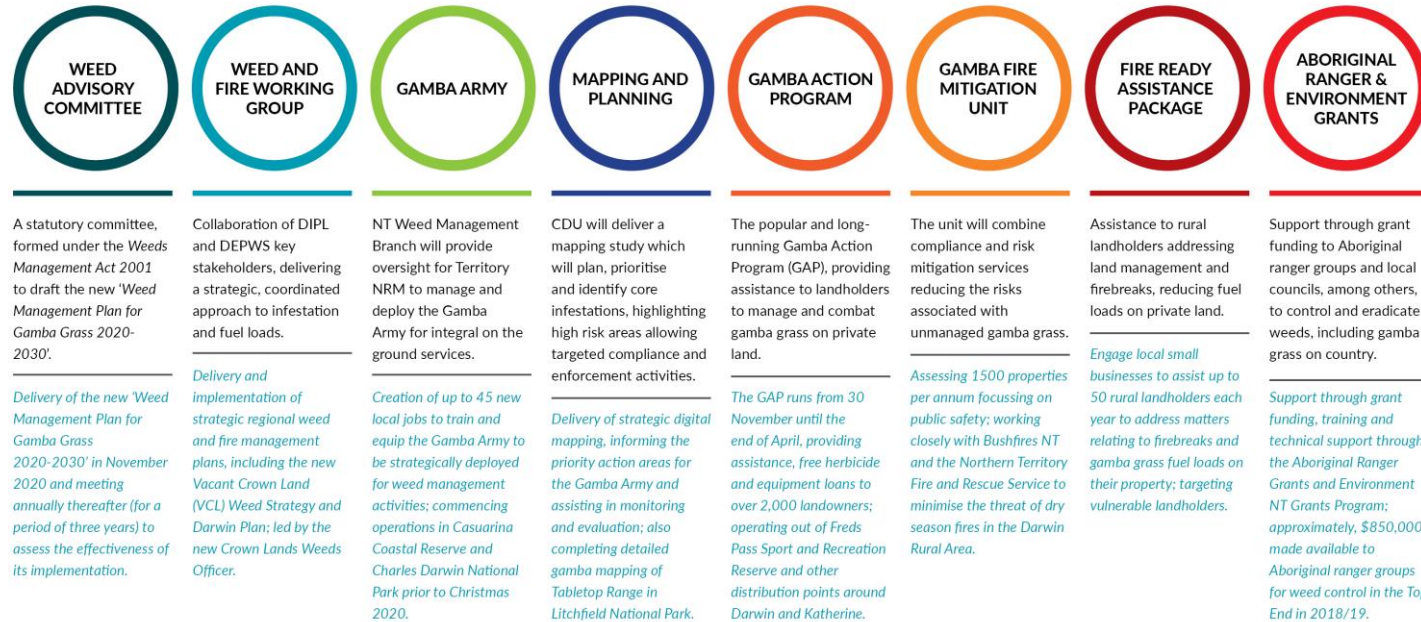 WEED
ADVISORY
COMMITTEE
A statutory committee,
formed under the Weeds
Management Act 2001
to draft the new ‘Weed
Management Plan for
Gamba Grass 2020-
2030’.
Delivery of the new ‘Weed
Management Plan for
Gamba Grass
2020-2030’ in November
2020 and meeting
annually thereafter (for a
period of three years) to
assess the effectiveness of
its implementation.
WEED AND
FIRE WORKING
GROUP
Collaboration of DIPL
and DEPWS key
stakeholders, delivering
a strategic, coordinated
approach to infestation
and fuel loads.
Delivery and
implementation of
strategic regional weed
and fire management
plans, including the new
Vacant Crown Land
(VCL) Weed Strategy and
Darwin Plan; led by the
new Crown Lands Weeds
Officer.
GAMBA ARMY
NT Weed Management
Branch will provide
oversight for Territory
NRM to manage and
deploy the Gamba
Army for integral on the
ground services.
Creation of up to 45 new
local jobs to train and
equip the Gamba Army to
be strategically deployed
for weed management
activities; commencing
operations in Casuarina
Coastal Reserve and
Charles Darwin National
Park prior to Christmas
2020.
MAPPING AND
PLANNING
CDU will deliver a
mapping study which
will plan, prioritise
and identify core
infestations, highlighting
high risk areas allowing
targeted compliance and
enforcement activities.
Delivery of strategic digital
mapping, informing the
priority action areas for
the Gamba Army and
assisting in monitoring
and evaluation; also
completing detailed
gamba mapping of
Tabletop Range in
Litchfield National Park.
GAMBA ACTION
PROGRAM
The popular and long-
running Gamba Action
Program (GAP), providing
assistance to landholders
to manage and combat
gamba grass on private
land.
The GAP runs from 30
November until the
end of April, providing
assistance, free herbicide
and equipment loans to
over 2,000 landowners;
operating out of Freds
Pass Sport and Recreation
Reserve and other
distribution points around
Darwin and Katherine.
GAMBA FIRE
MITIGATION
UNIT
The unit will combine
compliance and risk
mitigation services
reducing the risks
associated with
unmanaged gamba grass.
Assessing 1500 properties
per annum focussing on
public safety; working
closely with Bushfires NT
and the Northern Territory
Fire and Rescue Service to
minimise the threat of dry
season fires in the Darwin
Rural Area.
FIRE READY
ASSISTANCE
PACKAGE
Assistance to rural
landholders addressing
land management and
firebreaks, reducing fuel
loads on private land.
Engage local small
businesses to assist up to
50 rural landholders each
year to address matters
relating to firebreaks and
gamba grass fuel loads on
their property; targeting
vulnerable landholders.
ABORIGINAL
RANGER &
ENVIRONMENT
GRANTS
Support through grant
funding to Aboriginal
ranger groups and local
councils, among others,
to control and eradicate
weeds, including gamba
grass on country.
Support through grant
funding, training and
technical support through
the Aboriginal Ranger
Grants and Environment
NT Grants Program;
approximately, $850,000
made available to
Aboriginal ranger groups
for weed control in the Top
End in 2018/19.